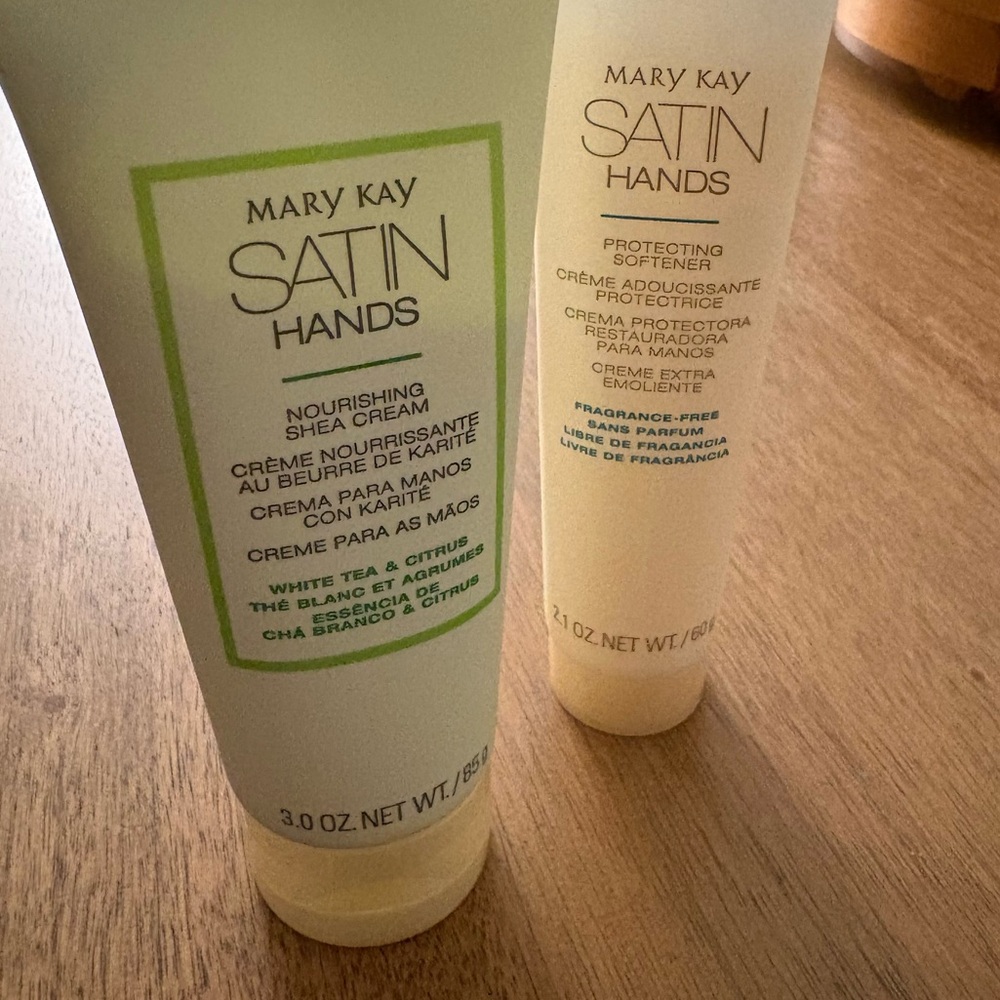 MARY KAY
SATIN
HANDS
NOURISHING
SHEA CREAM
CRÈME NOURRISSANTE
AU BEURRE DE KARITÉ
CREMA PARA MANOS
CON KARITÉ
CREME PARA AS MÃOS
WHITE TEA & CITRUS
THÉ BLANC ET AGRUMES
ESSÊNCIA DE
CHÁ BRANCO & CITRUS
3.0 OZ. NET WT. / 85 g
MARY KAY
SATIN
HANDS
PROTECTING
SOFTENER
CRÈME ADOUCISSANTE
PROTECTRICE
CREMA PROTECTORA
RESTAURADORA
PARA MANOS
CREME EXTRA
EMOLIENTE
FRAGRANCE-FREE
SANS PARFUM
LIBRE DE FRAGANCIA
LIVRE DE FRAGRÂNCIA
2.1 OZ. NET WT. / 60 g